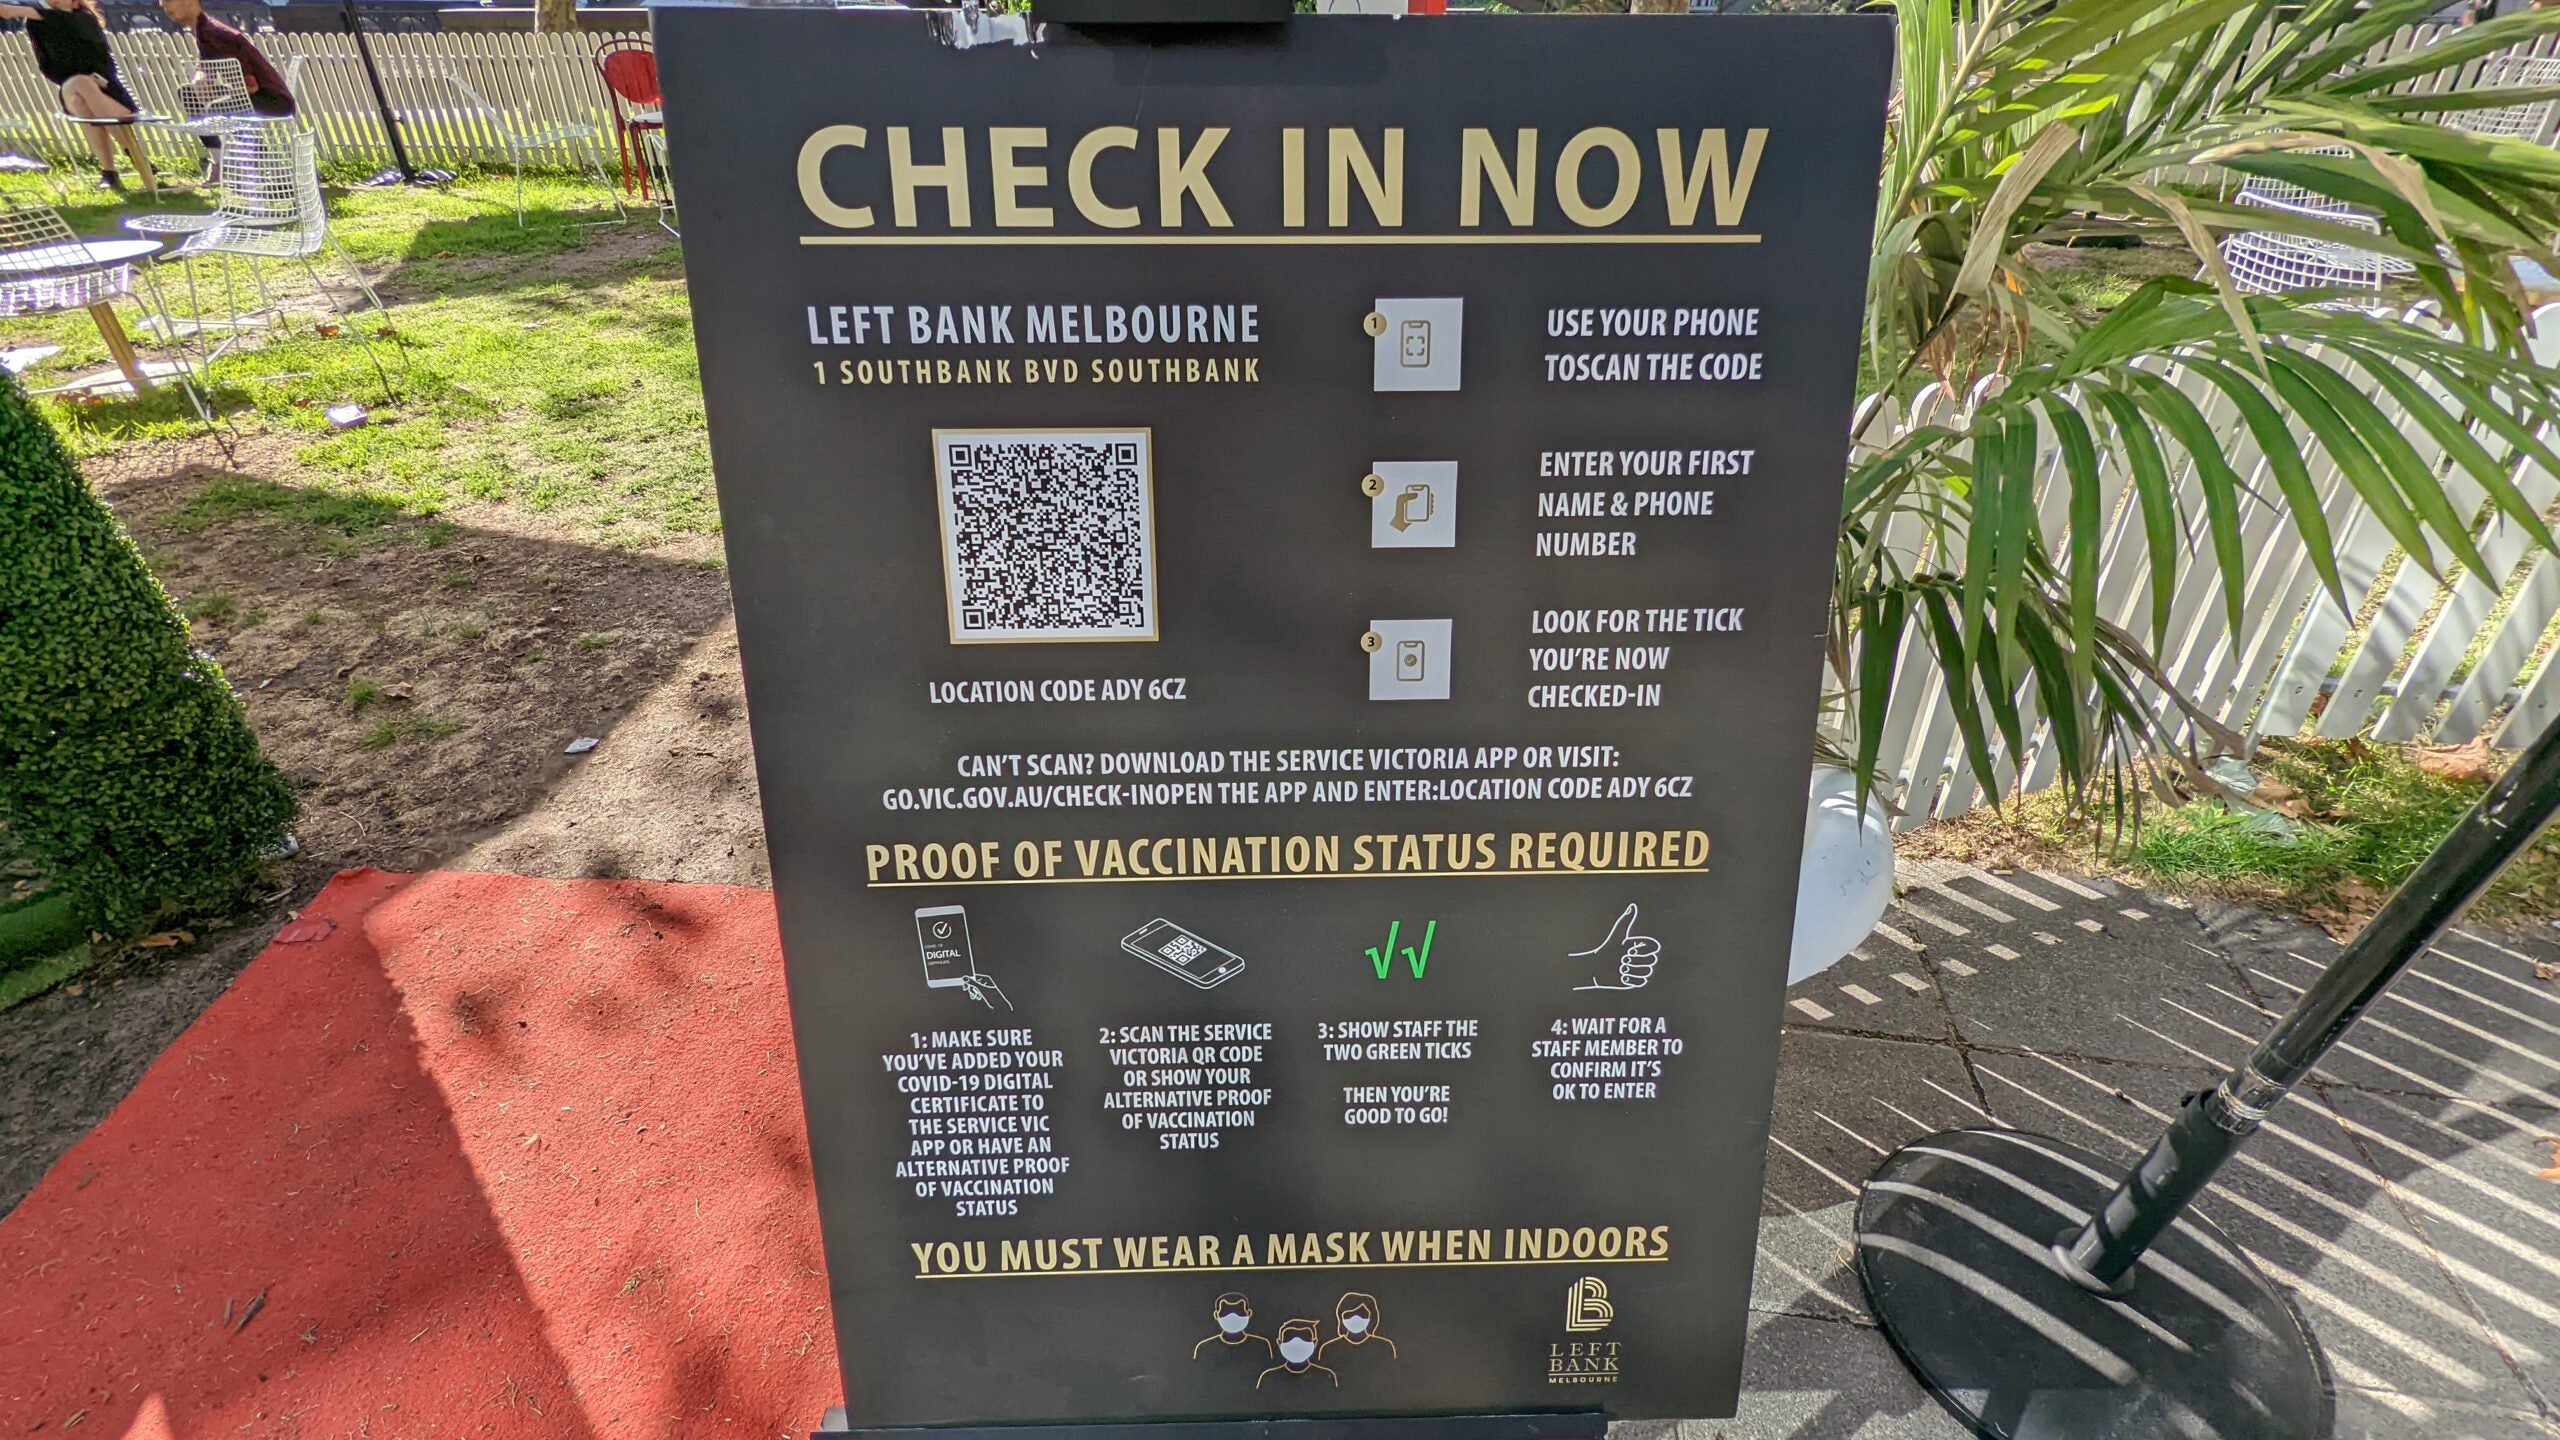 CHECK IN NOW
LEFT BANK MELBOURNE
1 SOUTHBANK BVD SOUTHBANK
LOCATION CODE ADY 6CZ
1
USE YOUR PHONE
TOSCAN THE CODE
2
ENTER YOUR FIRST
NAME & PHONE
NUMBER
3
LOOK FOR THE TICK
YOU'RE NOW
CHECKED-IN
CAN'T SCAN? DOWNLOAD THE SERVICE VICTORIA APP OR VISIT:
GO.VIC.GOV.AU/CHECK-INOPEN THE APP AND ENTER:LOCATION CODE ADY 6CZ
PROOF OF VACCINATION STATUS REQUIRED
COVID-19
DIGITAL
CERTIFICATE
1: MAKE SURE
YOU'VE ADDED YOUR
COVID-19 DIGITAL
CERTIFICATE TO
THE SERVICE VIC
APP OR HAVE AN
ALTERNATIVE PROOF
OF VACCINATION
STATUS
2: SCAN THE SERVICE
VICTORIA QR CODE
OR SHOW YOUR
ALTERNATIVE PROOF
OF VACCINATION
STATUS
3: SHOW STAFF THE
TWO GREEN TICKS
THEN YOU'RE
GOOD TO GO!
4: WAIT FOR A
STAFF MEMBER TO
CONFIRM IT'S
OK TO ENTER
YOU MUST WEAR A MASK WHEN INDOORS
LEFT
BANK
MELBOURNE